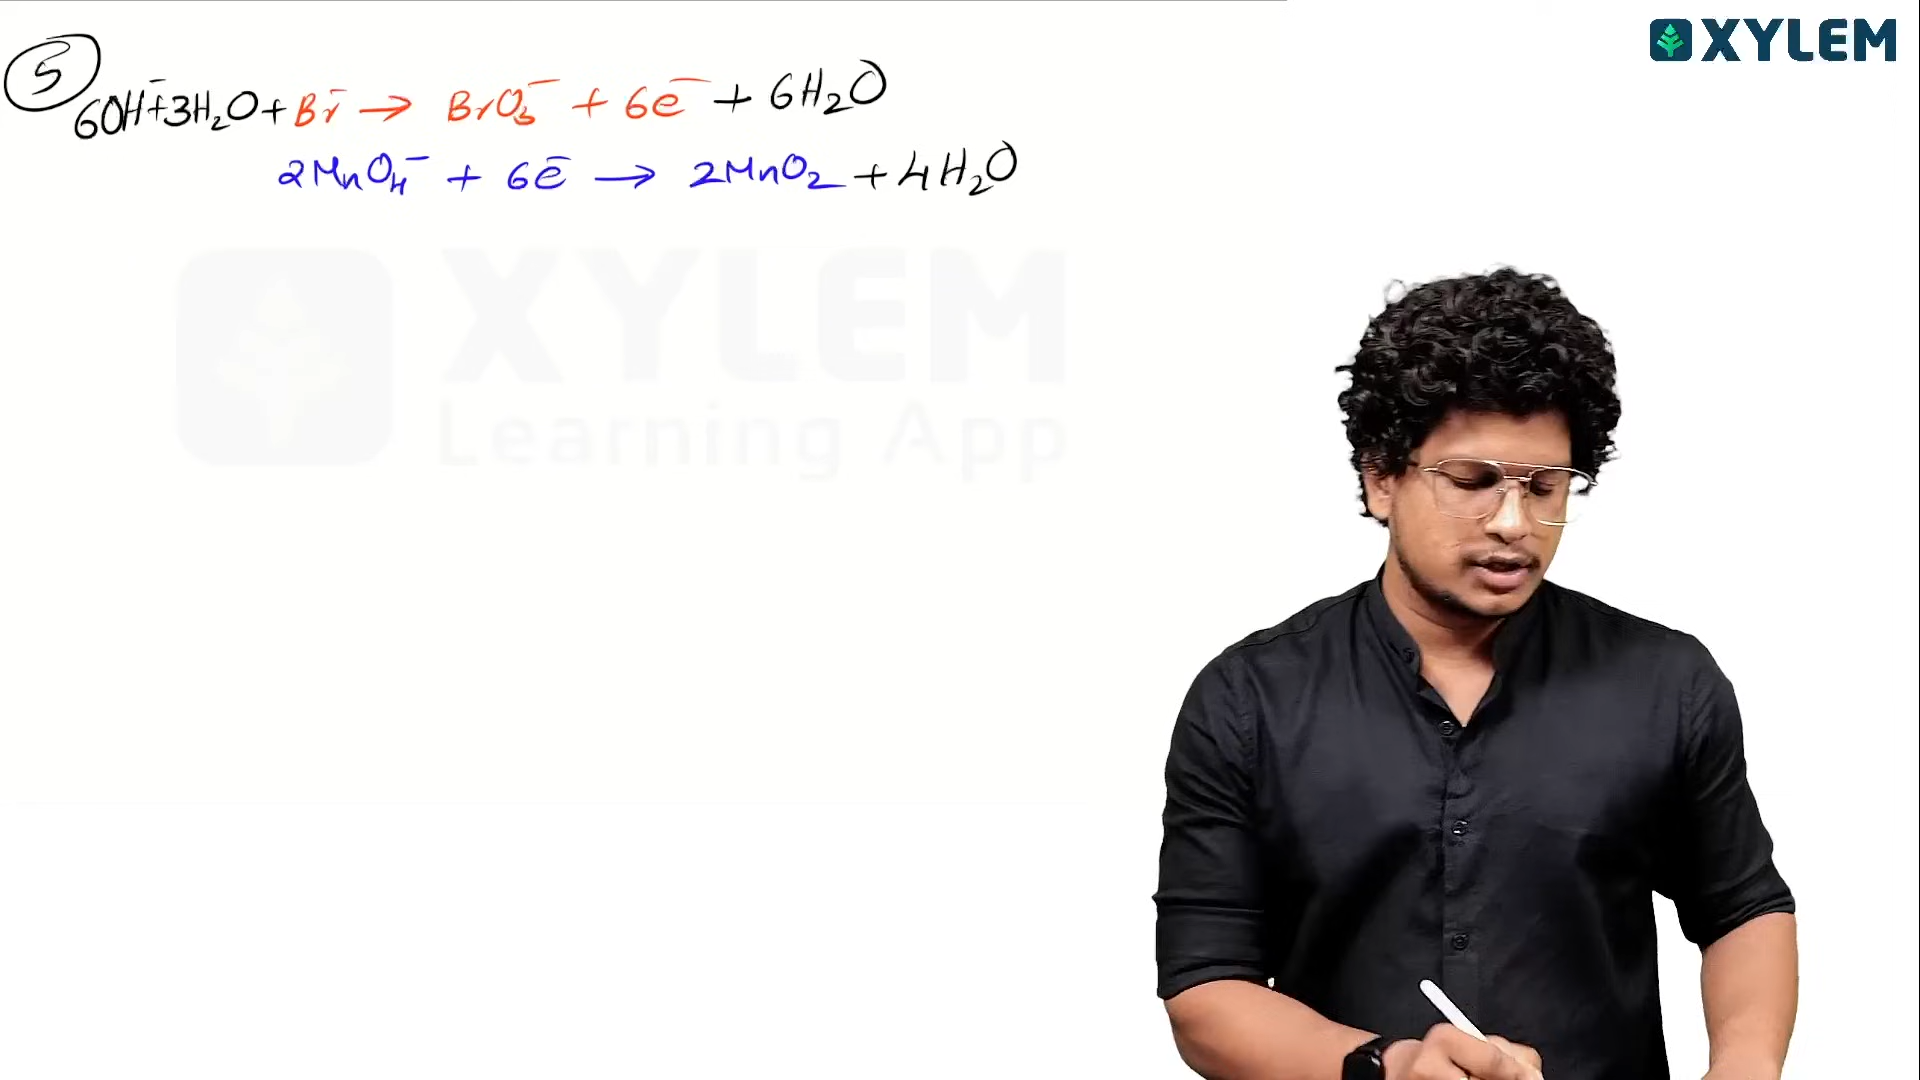 XYLEM
5
6OH⁻+3H₂O+Br⁻ → BrO₃⁻ + 6e⁻ + 6H₂O
2MnO₄⁻ + 6e⁻ → 2MnO₂ + 4H₂O
XYLEM
Learning App